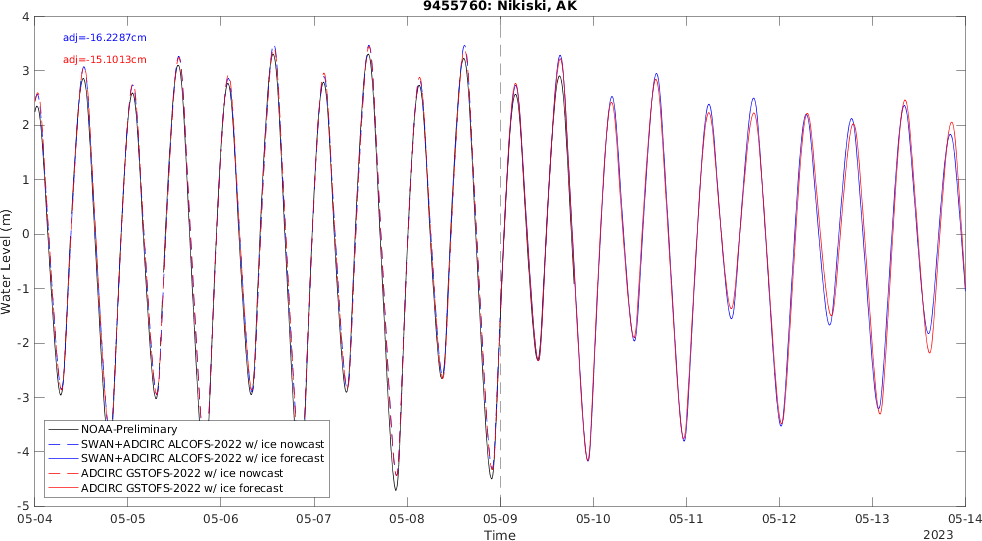 9455760: Nikiski, AK
adj=-16.2287cm
adj=-15.1013cm
Water Level (m)
4
3
2
1
0
-1
-2
-3
-4
-5
NOAA-Preliminary
SWAN+ADCIRC ALCOFS-2022 w/ ice nowcast
SWAN+ADCIRC ALCOFS-2022 w/ ice forecast
ADCIRC GSTOFS-2022 w/ ice nowcast
ADCIRC GSTOFS-2022 w/ ice forecast
05-04 05-05 05-06 05-07 05-08 05-09 05-10 05-11 05-12 05-13 05-14
Time
2023